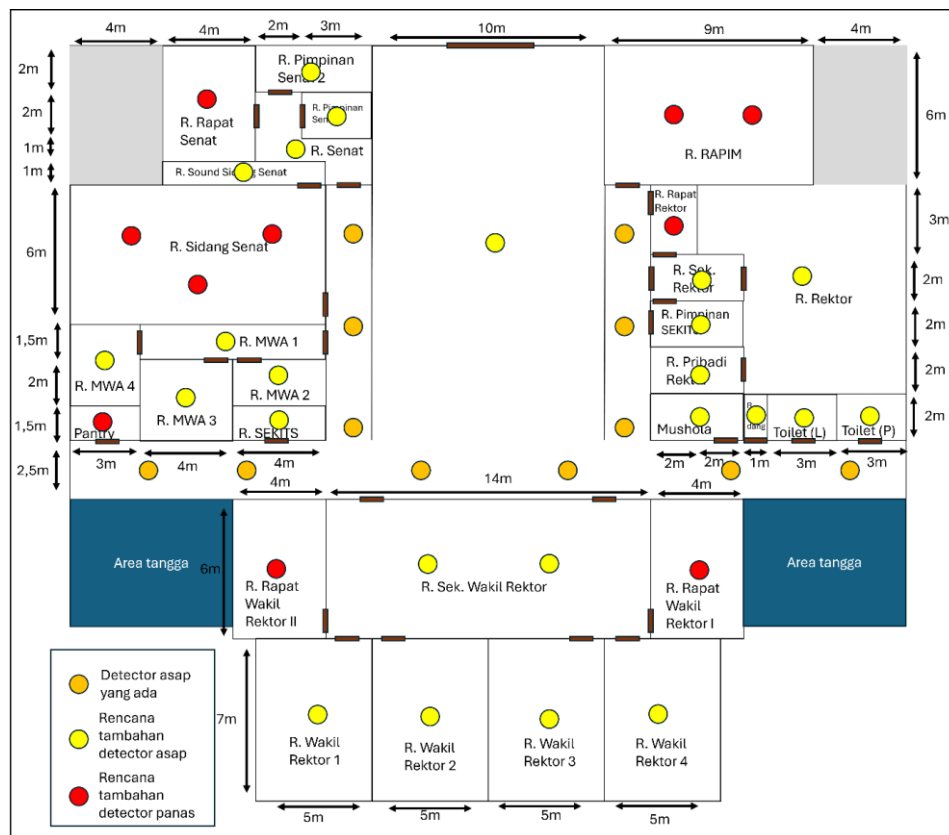 4m
4m
2m
3m
10m
9m
4m
2m
R. Pimpinan
Senat 2
2m
R. Pimpinan
R. Rapat
Senat
1m
R. Senat
R. RAPIM
6m
1m
R. Sound Sidang Senat
R. Rapat
Rektor
3m
6m
R. Sidang Senat
R. Sek.
Rektor
2m
R. Rektor
R. Pimpinan
SEKITS
2m
1,5m
R. MWA 1
R. Pribadi
Rektor
2m
2m
R. MWA 4
R. MWA 2
R. MWA 3
1,5m
Pantry
R. SEKITS
Mushola
Toilet (L)
Toilet (P)
2m
3m
4m
4m
2m
2m
1m
3m
3m
2,5m
4m
14m
4m
Area tangga
6m
R. Rapat
Wakil
Rektor II
R. Sek. Wakil Rektor
R. Rapat
Wakil
Rektor I
Area tangga
Detector asap
yang ada
Rencana
tambahan
detector asap
Rencana
tambahan
detector panas
7m
R. Wakil
Rektor 1
R. Wakil
Rektor 2
R. Wakil
Rektor 3
R. Wakil
Rektor 4
5m
5m
5m
5m